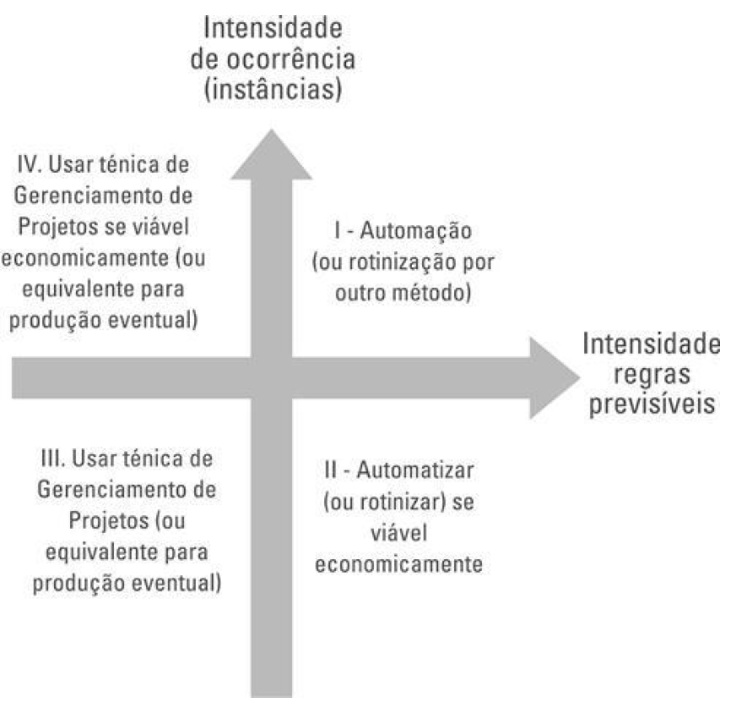 Intensidade
de ocorrência
(instâncias)
IV. Usar ténica de
Gerenciamento de
Projetos se viável
economicamente (ou
equivalente para
produção eventual)
I - Automação
(ou rotinização por
outro método)
Intensidade
regras
previsíveis
III. Usar ténica de
Gerenciamento de
Projetos (ou
equivalente para
produção eventual)
II - Automatizar
(ou rotinizar) se
viável
economicamente